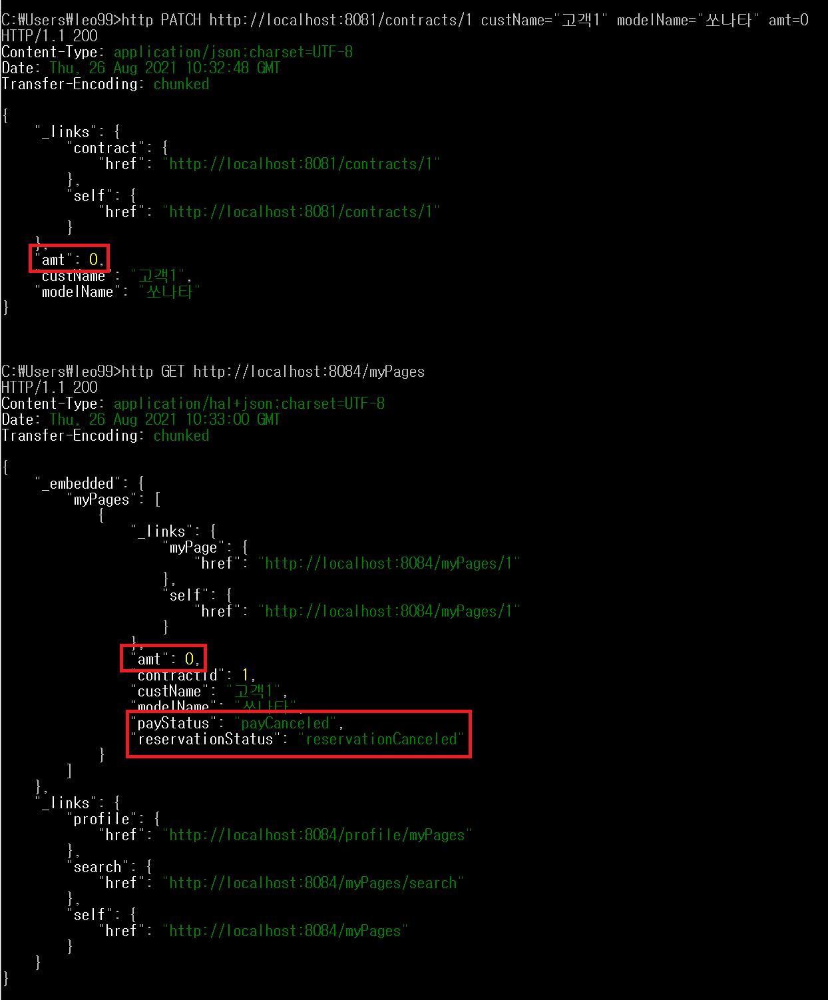 C:₩Users₩leo99>http PATCH http://localhost:8081/contracts/1 custName="고객1" modelName="쏘나타" amt=0
HTTP/1.1 200
Content-Type: application/json;charset=UTF-8
Date: Thu, 26 Aug 2021 10:32:48 GMT
Transfer-Encoding: chunked
{
"_links": {
"contract": {
"href": "http://localhost:8081/contracts/1"
},
"self": {
"href": "http://localhost:8081/contracts/1"
}
},
"amt": 0,
"custName": "고객1",
"modelName": "쏘나타"
}
C:₩Users₩leo99>http GET http://localhost:8084/myPages
HTTP/1.1 200
Content-Type: application/hal+json;charset=UTF-8
Date: Thu, 26 Aug 2021 10:33:00 GMT
Transfer-Encoding: chunked
{
"_embedded": {
"myPages": [
{
"_links": {
"myPage": {
"href": "http://localhost:8084/myPages/1"
},
"self": {
"href": "http://localhost:8084/myPages/1"
}
},
"amt": 0,
"contractId": 1,
"custName": "고객1",
"modelName": "쏘나타",
"payStatus": "payCanceled",
"reservationStatus": "reservationCanceled"
}
]
},
"_links": {
"profile": {
"href": "http://localhost:8084/profile/myPages"
},
"search": {
"href": "http://localhost:8084/myPages/search"
},
"self": {
"href": "http://localhost:8084/myPages"
}
}
}